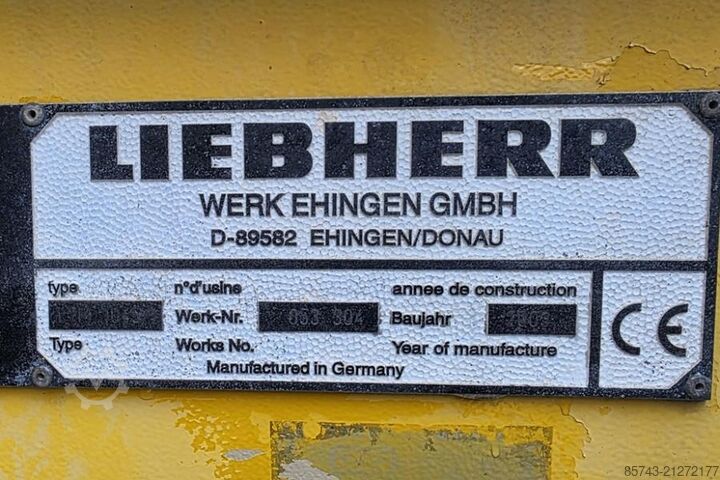 LIEBHERR
WERK EHINGEN GMBH
D-89582 EHINGEN/DONAU
type n°d'usine annee de construction
Werk-Nr. Baujahr
Type Works No. Year of manufacture
Manufactured in Germany
CE
85743-21272177